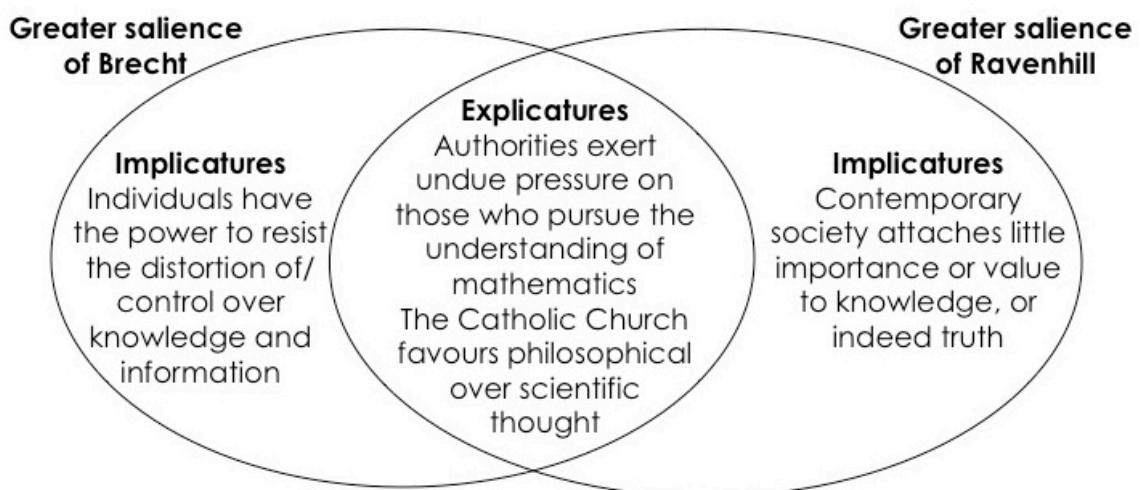 Greater salience
of Brecht
Greater salience
of Ravenhill
Implicatures
Individuals have
the power to resist
the distortion of/
control over
knowledge and
information
Explicatures
Authorities exert
undue pressure on
those who pursue the
understanding of
mathematics
The Catholic Church
favours philosophical
over scientific
thought
Implicatures
Contemporary
society attaches little
importance or value
to knowledge, or
indeed truth